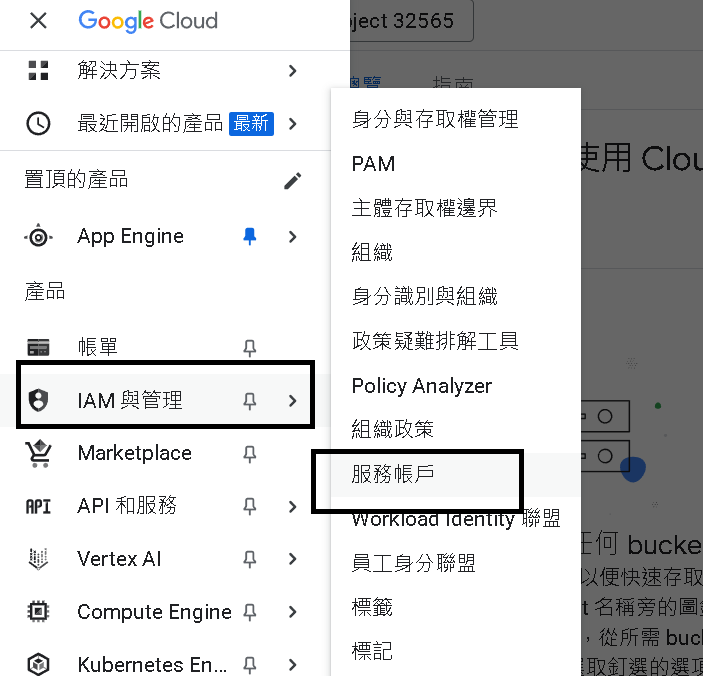 Google Cloud
oject 32565
解決方案
總覽
指南
最近開啟的產品 最新
置頂的產品
App Engine
產品
帳單
IAM 與管理
Marketplace
API 和服務
Vertex AI
Compute Engine
Kubernetes En...
身分與存取權管理
PAM
主體存取權邊界
組織
身分識別與組織
政策疑難排解工具
Policy Analyzer
組織政策
服務帳戶
Workload Identity 聯盟
員工身分聯盟
標籤
標記
使用 Clou
任何 bucke
以便快速存取
t 名稱旁的圖
，從所需 buc
選取釘選的選項